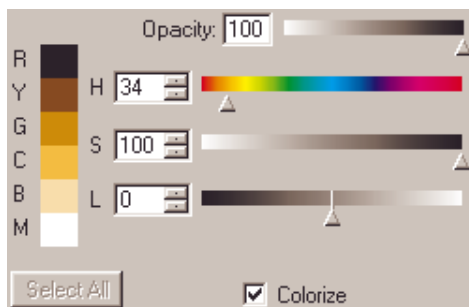 Opacity: 100
R
Y
G
C
B
M
H 34
S 100
L 0
Select All
Colorize